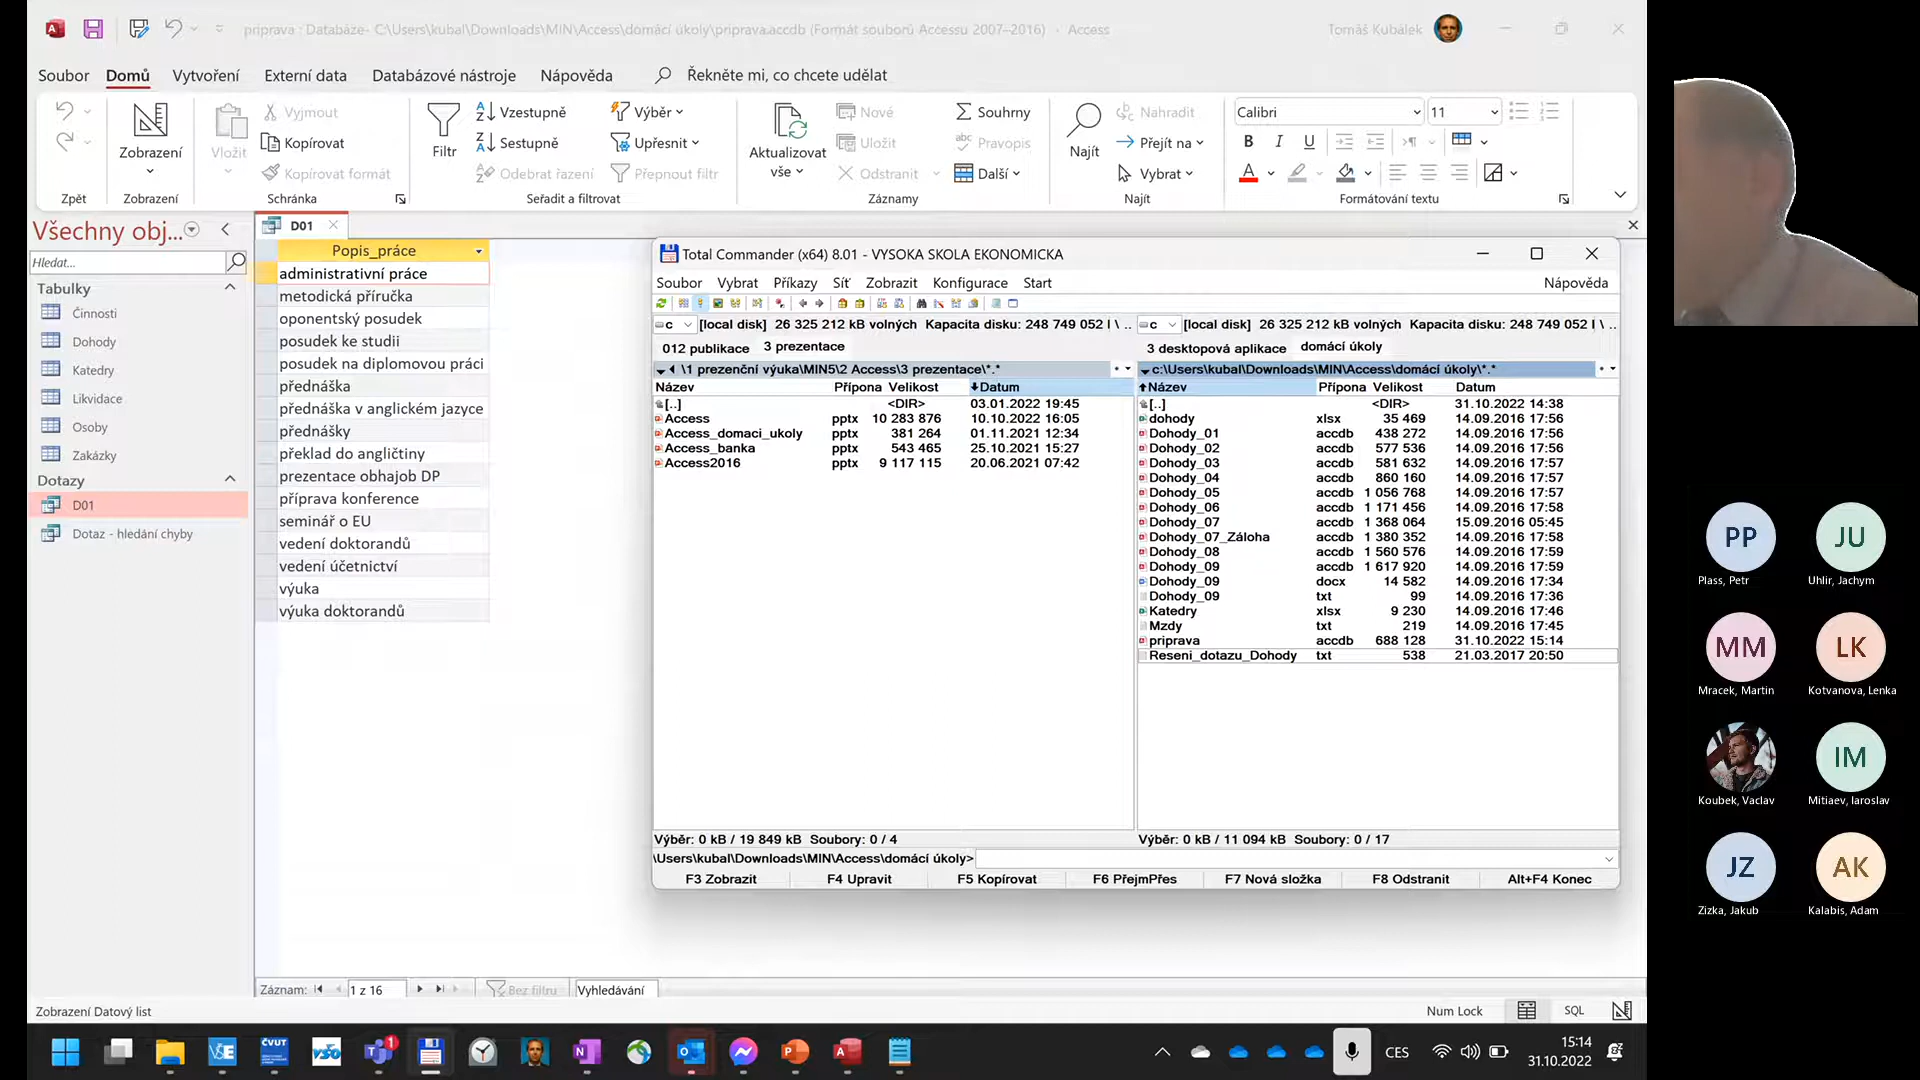 priprava : Databáze- C:\Users\kubal\Downloads\MIN\Access\domácí úkoly\priprava.accdb (Formát souborů Accessu 2007–2016) - Access
Tomáš Kubálek
Soubor Domů Vytvoření Externí data Databázové nástroje Nápověda Řekněte mi, co chcete udělat
Zobrazení
Vložit
Vyjmout
Kopírovat
Kopírovat formát
Filtr
Vzestupně
Sestupně
Odebrat řazení
Výběr
Upřesnit
Přepnout filtr
Aktualizovat
vše
Nové
Uložit
Odstranit
Souhrny
Pravopis
Další
Najít
Nahradit
Přejít na
Vybrat
Calibri
11
B I U
Zpět
Zobrazení
Schránka
Seřadit a filtrovat
Záznamy
Najít
Formátování textu
Všechny obj...
Hledat...
Tabulky
Činnosti
Dohody
Katedry
Likvidace
Osoby
Zakázky
Dotazy
D01
Dotaz - hledání chyby
D01
Popis_práce
administrativní práce
metodická příručka
oponentský posudek
posudek ke studii
posudek na diplomovou práci
přednáška
přednáška v anglickém jazyce
přednášky
překlad do angličtiny
prezentace obhajob DP
příprava konference
seminář o EU
vedení doktorandů
vedení účetnictví
výuka
výuka doktorandů
Total Commander (x64) 8.01 - VYSOKA SKOLA EKONOMICKA
Soubor Vybrat Příkazy Síť Zobrazit Konfigurace Start Nápověda
c [local disk] 26 325 212 kB volných Kapacita disku: 248 749 052 l \ ..
012 publikace 3 prezentace
\1 prezenční výuka\MIN5\2 Access\3 prezentace\*.*
Název Přípona Velikost Datum
[..] <DIR> 03.01.2022 19:45
Access pptx 10 283 876 10.10.2022 16:05
Access_domaci_ukoly pptx 381 264 01.11.2021 12:34
Access_banka pptx 543 465 25.10.2021 15:27
Access2016 pptx 9 117 115 20.06.2021 07:42
Výběr: 0 kB / 19 849 kB Soubory: 0 / 4
c [local disk] 26 325 212 kB volných Kapacita disku: 248 749 052 l \ ..
3 desktopová aplikace domácí úkoly
c:\Users\kubal\Downloads\MIN\Access\domácí úkoly\*.*
Název Přípona Velikost Datum
[..] <DIR> 31.10.2022 14:38
dohody xlsx 35 469 14.09.2016 17:56
Dohody_01 accdb 438 272 14.09.2016 17:56
Dohody_02 accdb 577 536 14.09.2016 17:56
Dohody_03 accdb 581 632 14.09.2016 17:57
Dohody_04 accdb 860 160 14.09.2016 17:57
Dohody_05 accdb 1 056 768 14.09.2016 17:57
Dohody_06 accdb 1 171 456 14.09.2016 17:58
Dohody_07 accdb 1 368 064 15.09.2016 05:45
Dohody_07_Záloha accdb 1 380 352 14.09.2016 17:58
Dohody_08 accdb 1 560 576 14.09.2016 17:59
Dohody_09 accdb 1 617 920 14.09.2016 17:59
Dohody_09 docx 14 582 14.09.2016 17:34
Dohody_09 txt 99 14.09.2016 17:36
Katedry xlsx 9 230 14.09.2016 17:46
Mzdy txt 219 14.09.2016 17:45
priprava accdb 688 128 31.10.2022 15:14
Reseni_dotazu_Dohody txt 538 21.03.2017 20:50
Výběr: 0 kB / 11 094 kB Soubory: 0 / 17
\Users\kubal\Downloads\MIN\Access\domácí úkoly>
F3 Zobrazit F4 Upravit F5 Kopírovat F6 PřejmPřes F7 Nová složka F8 Odstranit Alt+F4 Konec
Záznam: 1 z 16 Bez filtru Vyhledávání
Zobrazení Datový list
Num Lock SQL
PP
Plass, Petr
JU
Uhlir, Jachym
MM
Mracek, Martin
LK
Kotvanova, Lenka
Koubek, Vaclav
IM
Mitiaev, Iaroslav
JZ
Zizka, Jakub
AK
Kalabis, Adam
ČVUT
1
CES
15:14
31.10.2022